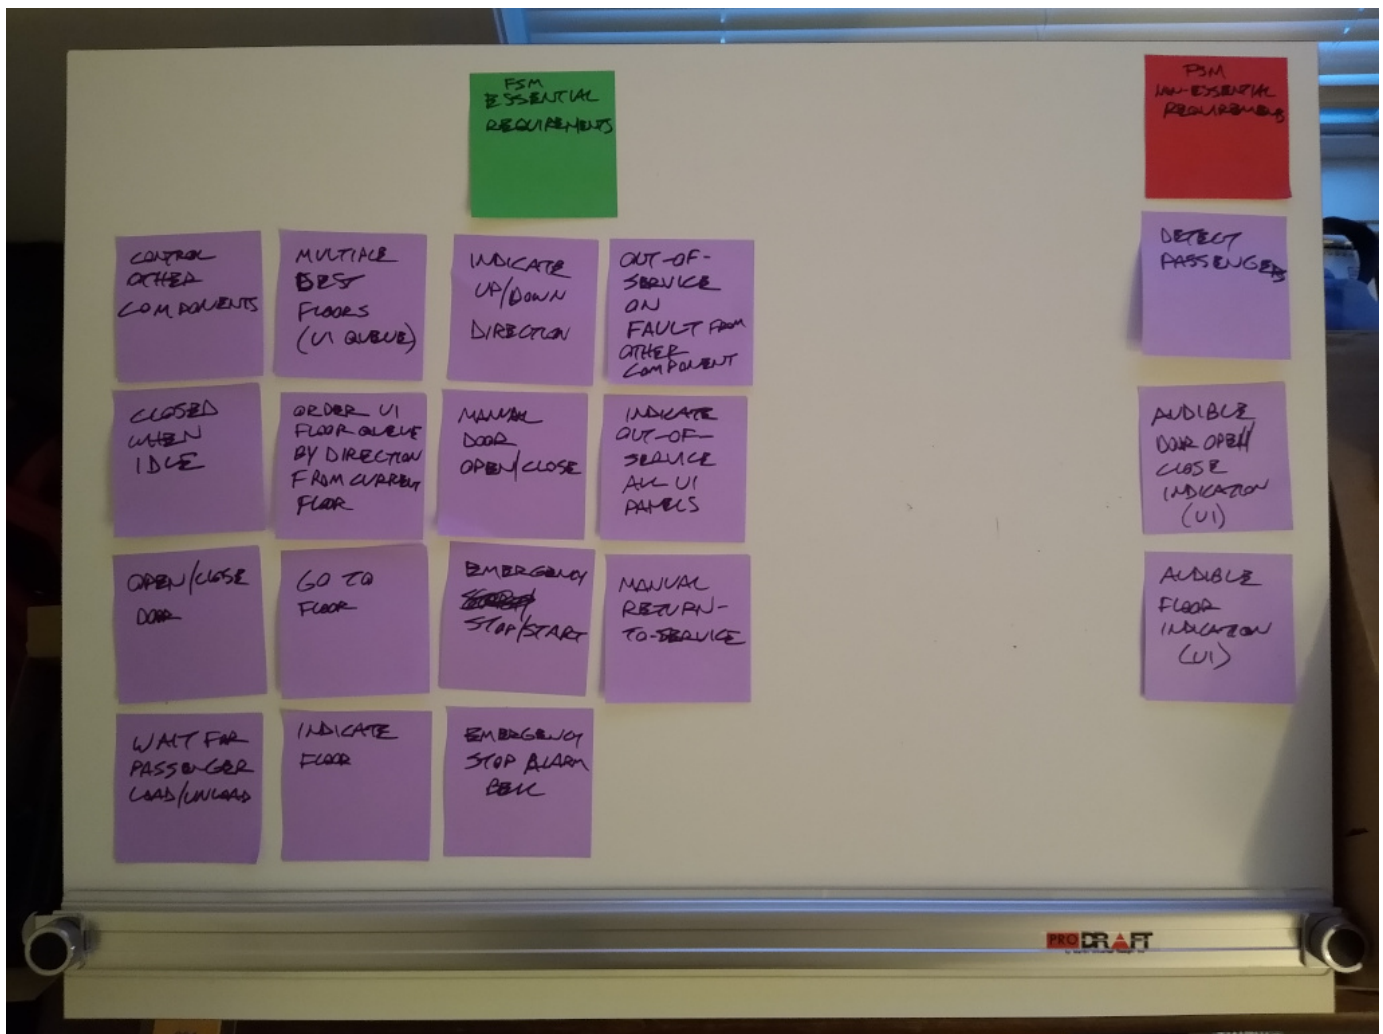 FSM
ESSENTIAL
REQUIREMENTS
FSM
NON-ESSENTIAL
REQUIREMENTS
CONTROL
OTHER
COMPONENTS
MULTIPLE
DEST
FLOORS
(UI QUEUE)
INDICATE
UP/DOWN
DIRECTION
OUT-OF-
SERVICE
ON
FAULT FROM
OTHER
COMPONENT
DETECT
PASSENGERS
CLOSED
WHEN
IDLE
ORDER UI
FLOOR QUEUE
BY DIRECTION
FROM CURRENT
FLOOR
MANUAL
DOOR
OPEN/CLOSE
INDICATE
OUT-OF-
SERVICE
ALL UI
PANELS
AUDIBLE
DOOR OPEN/
CLOSE
INDICATION
(UI)
OPEN/CLOSE
DOOR
GO TO
FLOOR
EMERGENCY
STOP/START
MANUAL
RETURN-
TO-SERVICE
AUDIBLE
FLOOR
INDICATION
(UI)
WAIT FOR
PASSENGER
LOAD/UNLOAD
INDICATE
FLOOR
EMERGENCY
STOP ALARM
BELL
PRO DRAFT